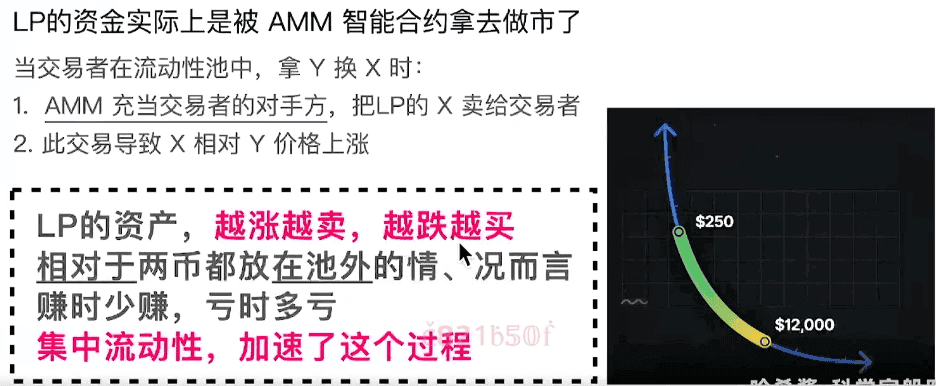 LP的资金实际上是被 AMM 智能合约拿去做市了
当交易者在流动性池中，拿 Y 换 X 时：
1. AMM 充当交易者的对手方，把LP的 X 卖给交易者
2. 此交易导致 X 相对 Y 价格上涨
LP的资产，越涨越卖，越跌越买
相对于两币都放在池外的情、况而言
赚时少赚，亏时多亏
集中流动性，加速了这个过程
$250
$12,000